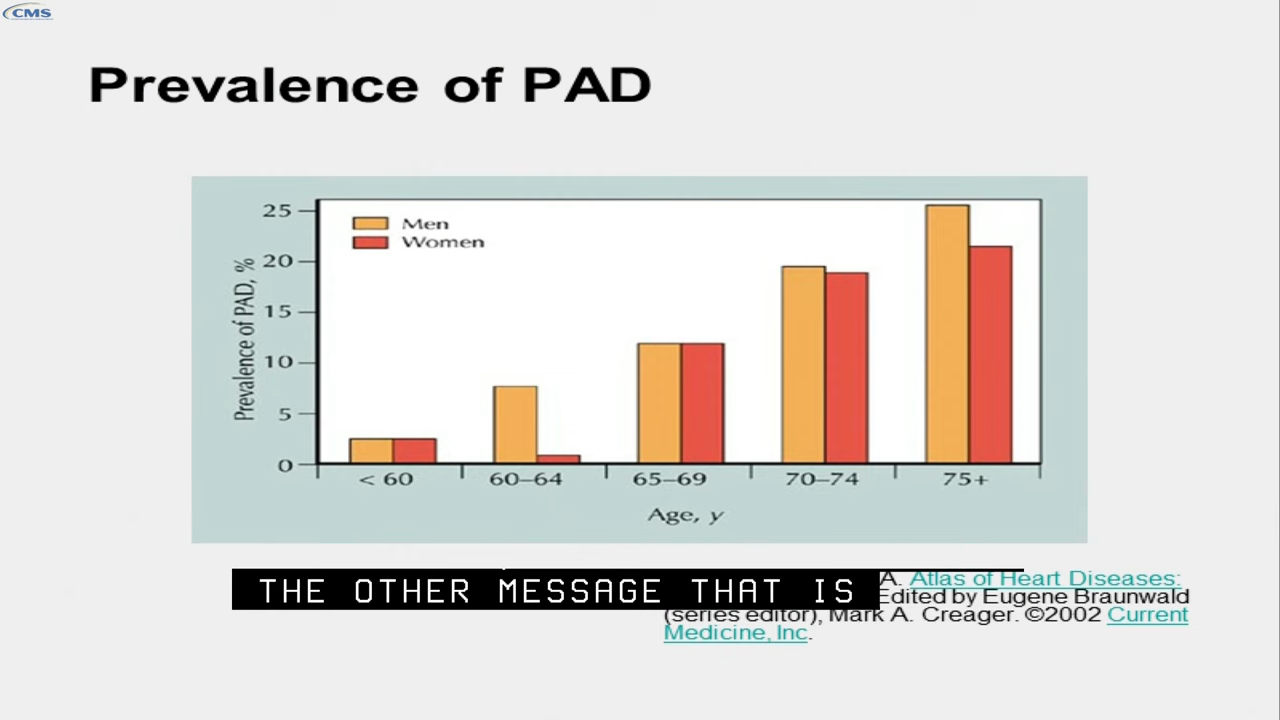 CMS
Prevalence of PAD
25
20
15
10
5
0
Prevalence of PAD, %
Men
Women
< 60
60–64
65–69
70–74
75+
Age, y
THE OTHER MESSAGE THAT IS
A. Atlas of Heart Diseases:
Edited by Eugene Braunwald
(series editor), Mark A. Creager. ©2002 Current
Medicine, Inc.